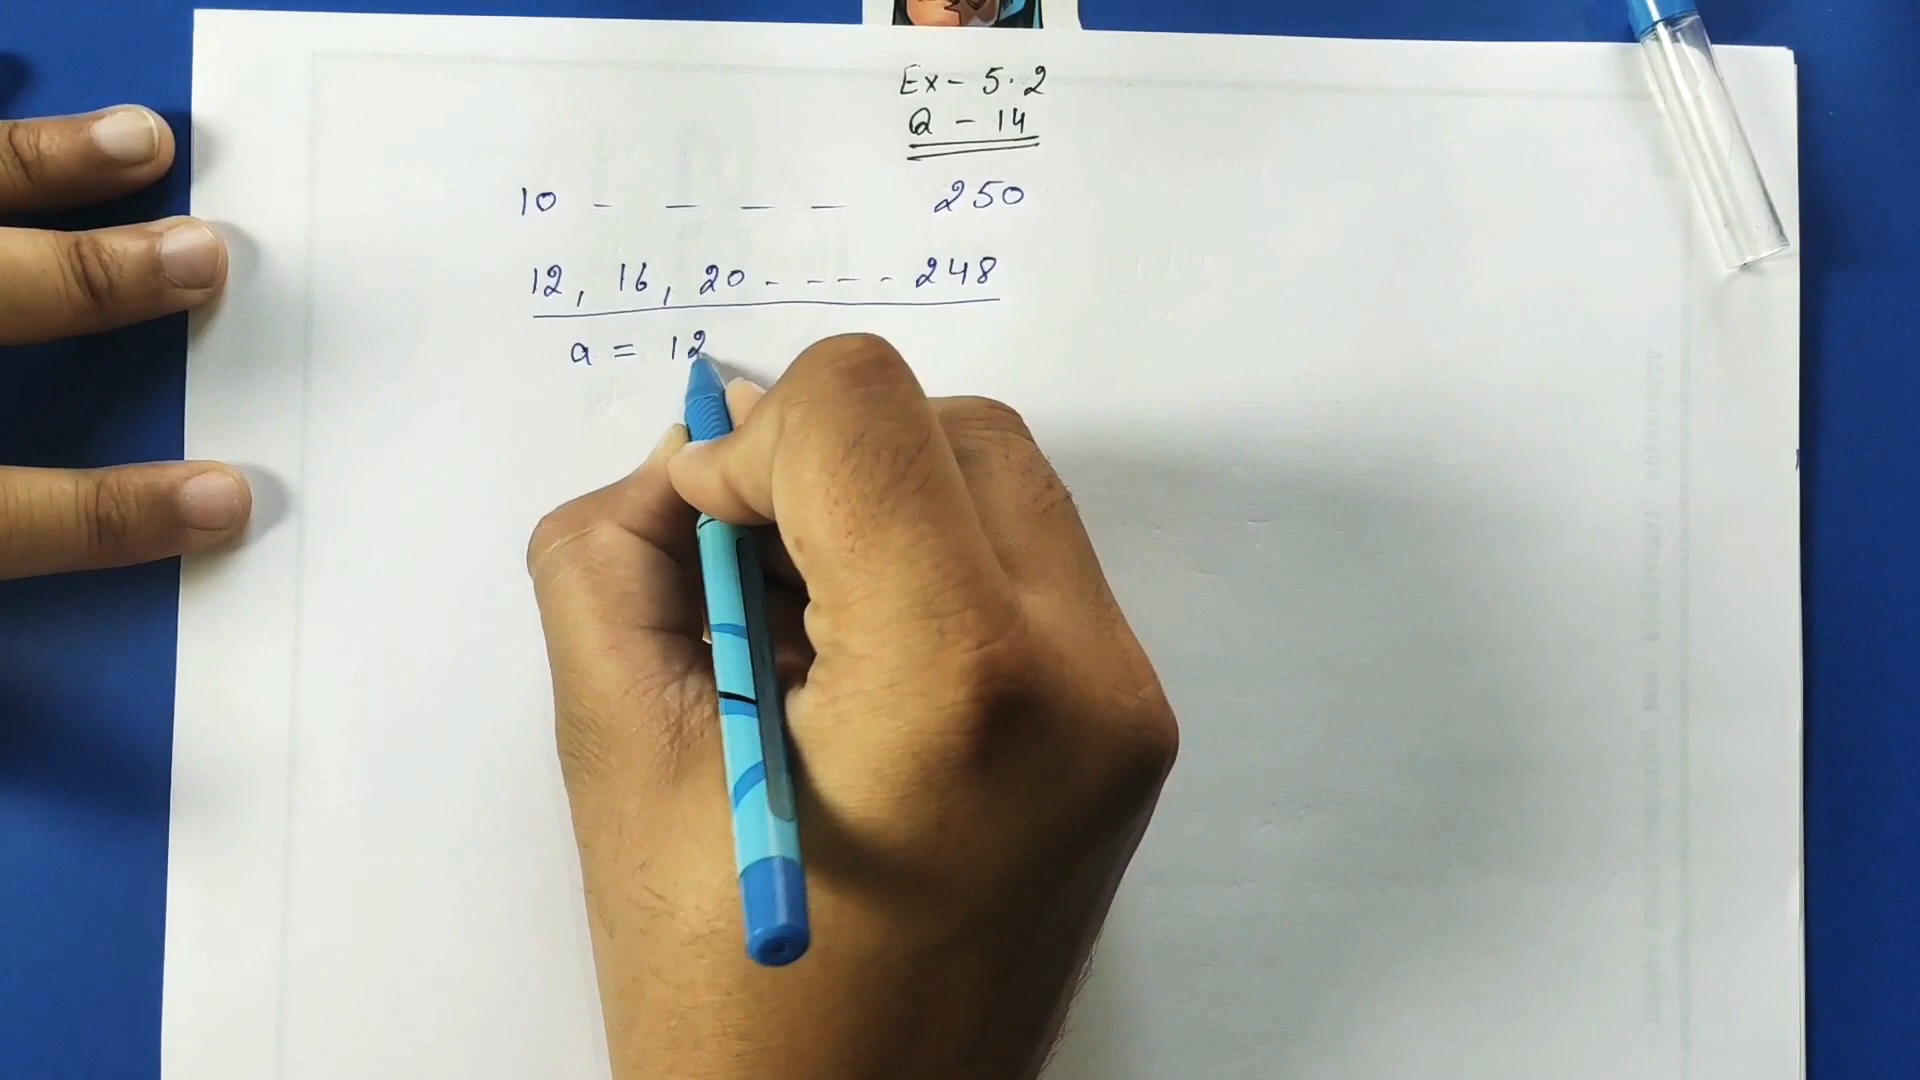 Ex - 5.2
Q - 14
10 - - - - 250
12, 16, 20 - - - - 248
a = 12